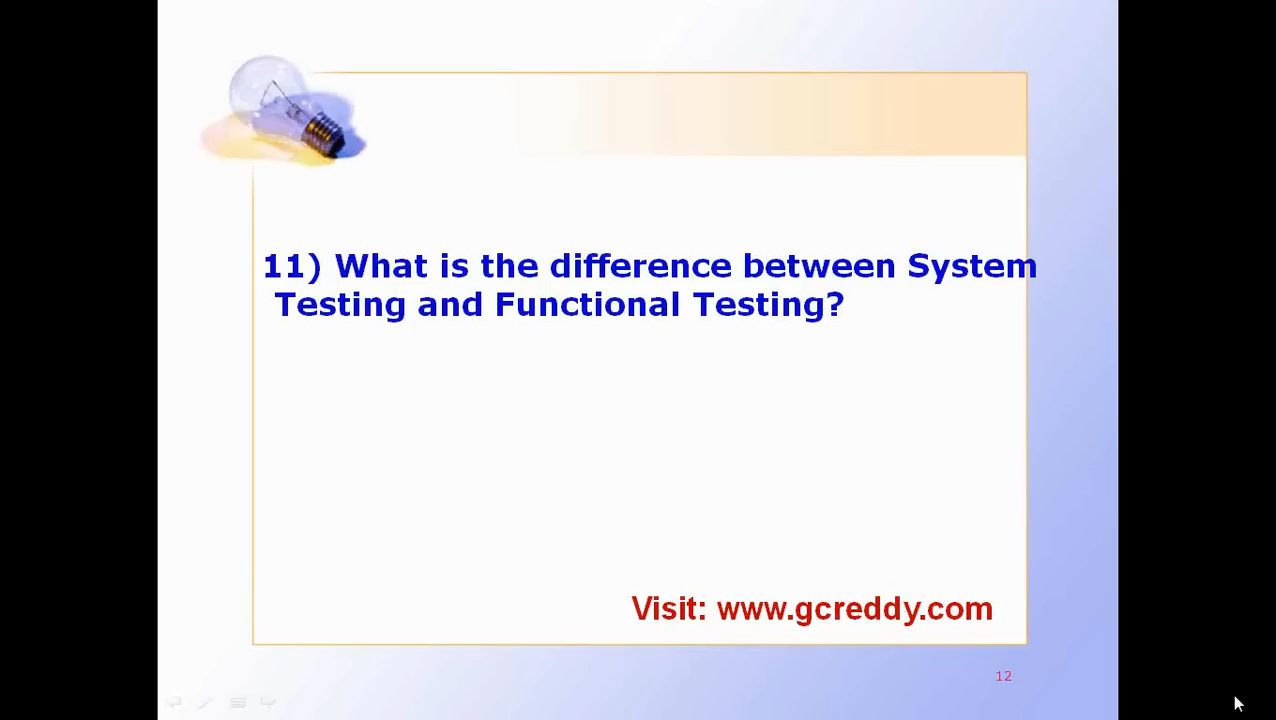 11) What is the difference between System
Testing and Functional Testing?
Visit: www.gcreddy.com
12